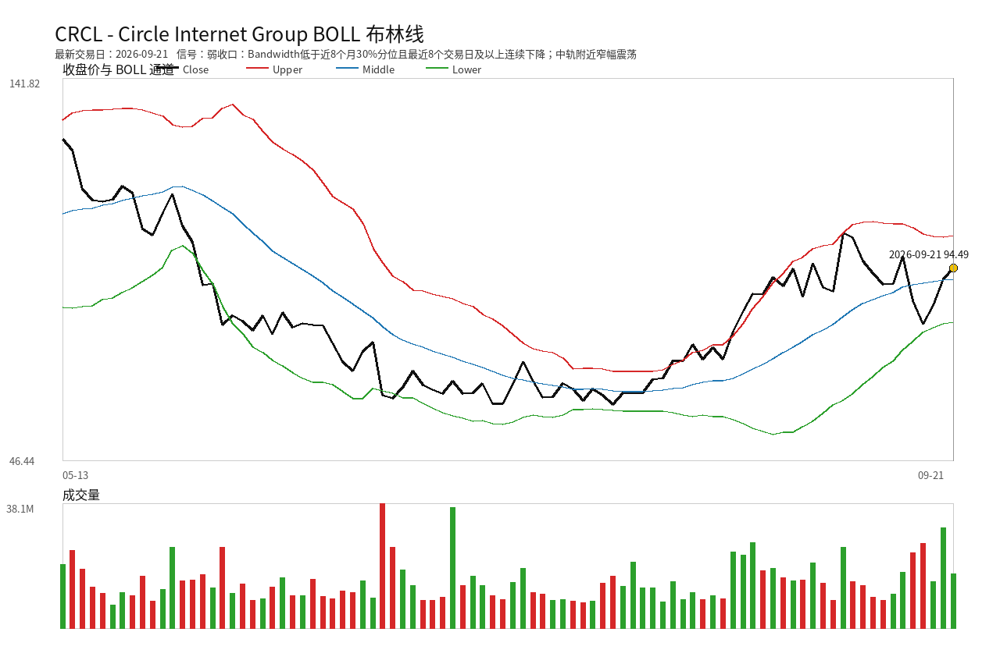 CRCL - Circle Internet Group BOLL 布林线
最新交易日：2026-09-21 信号：弱收口：Bandwidth低于近8个月30%分位且最近8个交易日及以上连续下降；中轨附近窄幅震荡
收盘价与 BOLL 通道 Close Upper Middle Lower
141.82
2026-09-21 94.49
46.44
05-13 09-21
成交量
38.1M